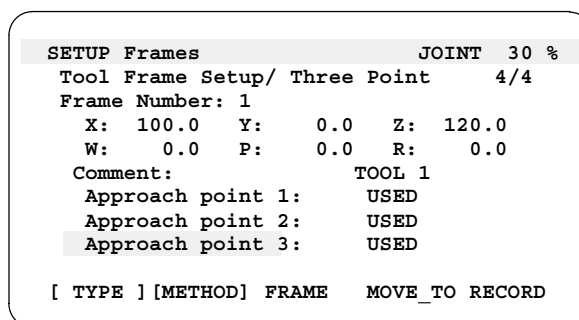 SETUP Frames JOINT 30 %
Tool Frame Setup/ Three Point 4/4
Frame Number: 1
X: 100.0 Y: 0.0 Z: 120.0
W: 0.0 P: 0.0 R: 0.0
Comment: TOOL 1
Approach point 1: USED
Approach point 2: USED
Approach point 3: USED
[ TYPE ][METHOD] FRAME MOVE_TO RECORD